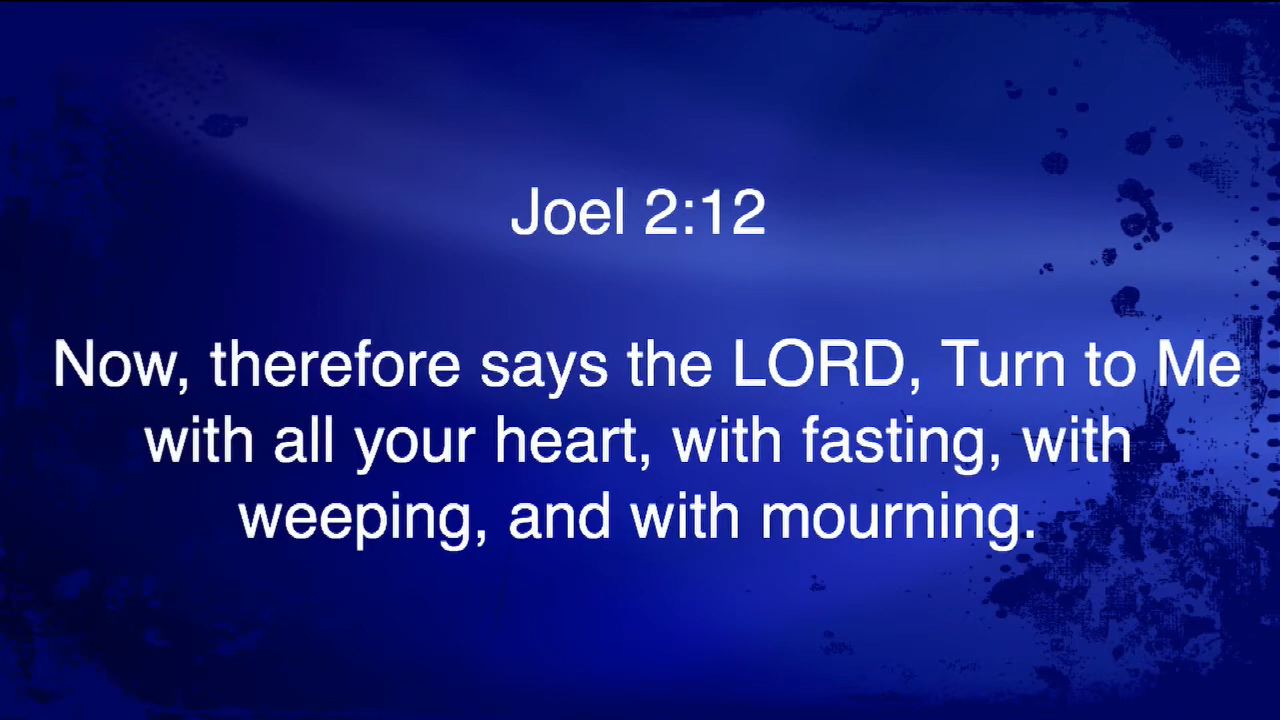 Joel 2:12
Now, therefore says the LORD, Turn to Me
with all your heart, with fasting, with
weeping, and with mourning.